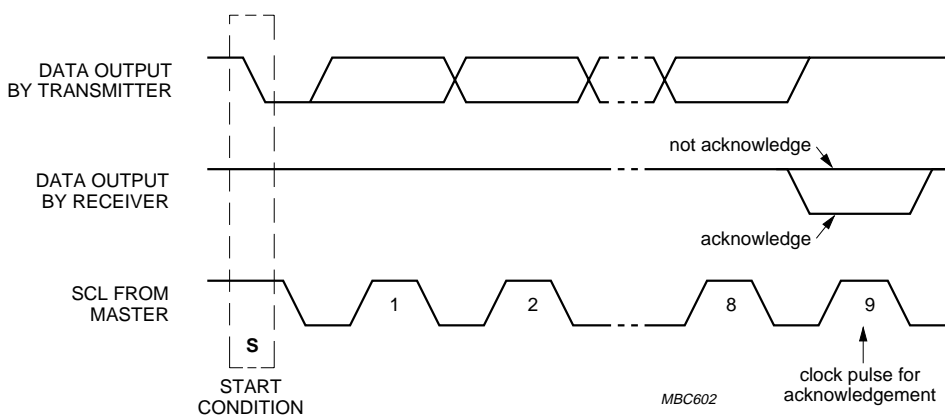 DATA OUTPUT
BY TRANSMITTER
not acknowledge
DATA OUTPUT
BY RECEIVER
acknowledge
SCL FROM
MASTER
1
2
8
9
S
START
CONDITION
clock pulse for
acknowledgement
MBC602